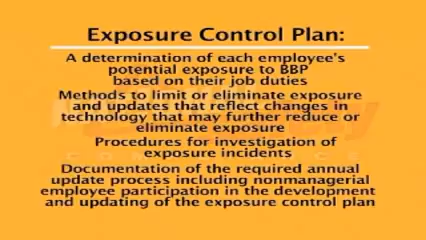 Exposure Control Plan:
A determination of each employee's
potential exposure to BBP
based on their job duties
Methods to limit or eliminate exposure
and updates that reflect changes in
technology that may further reduce or
eliminate exposure
Procedures for investigation of
exposure incidents
Documentation of the required annual
update process including nonmanagerial
employee participation in the development
and updating of the exposure control plan